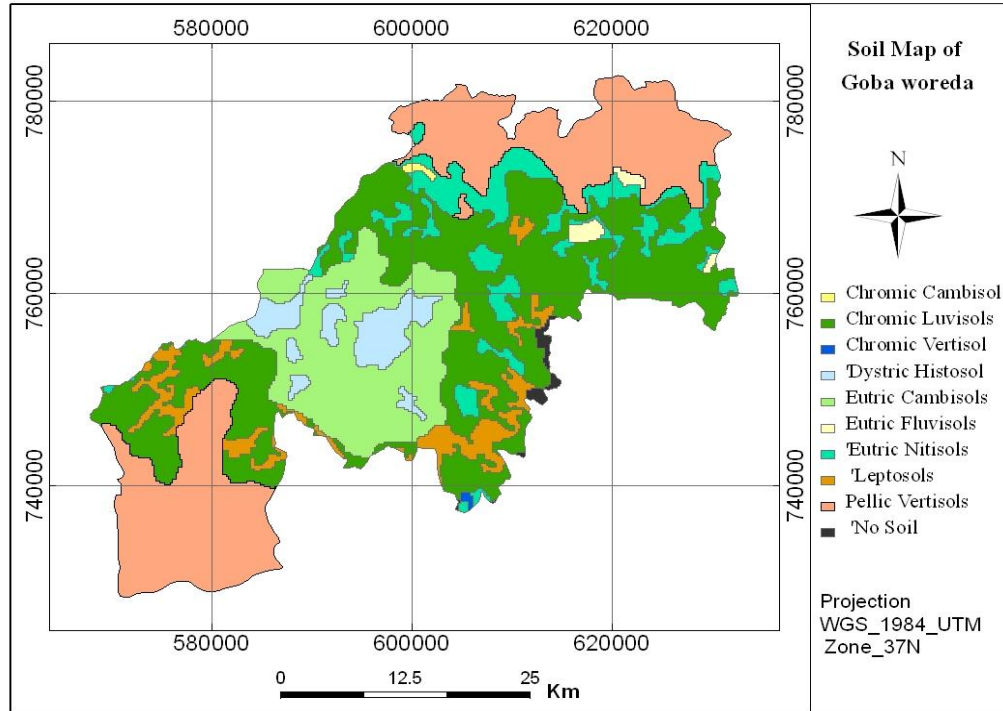 580000 600000 620000
780000 780000
760000 760000
740000 740000
580000 600000 620000
0 12.5 25
Km
Soil Map of
Goba woreda
N
Chromic Cambisol
Chromic Luvisols
Chromic Vertisol
'Dystric Histosol
Eutric Cambisols
Eutric Fluvisols
'Eutric Nitisols
'Leptosols
Pellic Vertisols
'No Soil
Projection
WGS_1984_UTM
Zone_37N